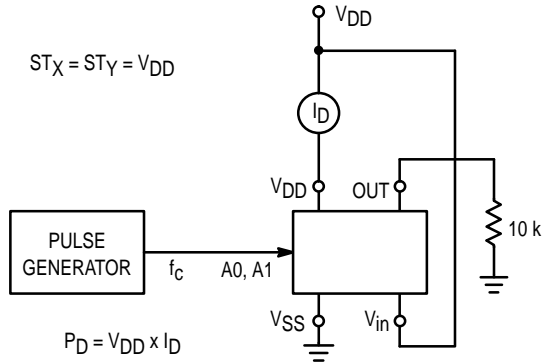 V_DD
ST_X = ST_Y = V_DD
I_D
V_DD
OUT
PULSE
GENERATOR
f_c
A0, A1
10 k
V_SS
V_in
P_D = V_DD x I_D